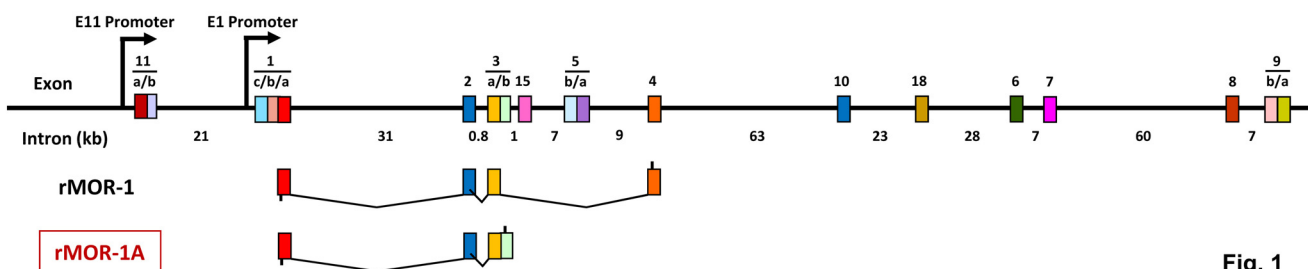 E11 Promoter E1 Promoter
11 1 3 5 9
Exon a/b c/b/a 2 a/b 15 b/a 4 10 18 6 7 8 b/a
Intron (kb) 21 31 0.8 1 7 9 63 23 28 7 60 7
rMOR-1
rMOR-1A
Fig. 1